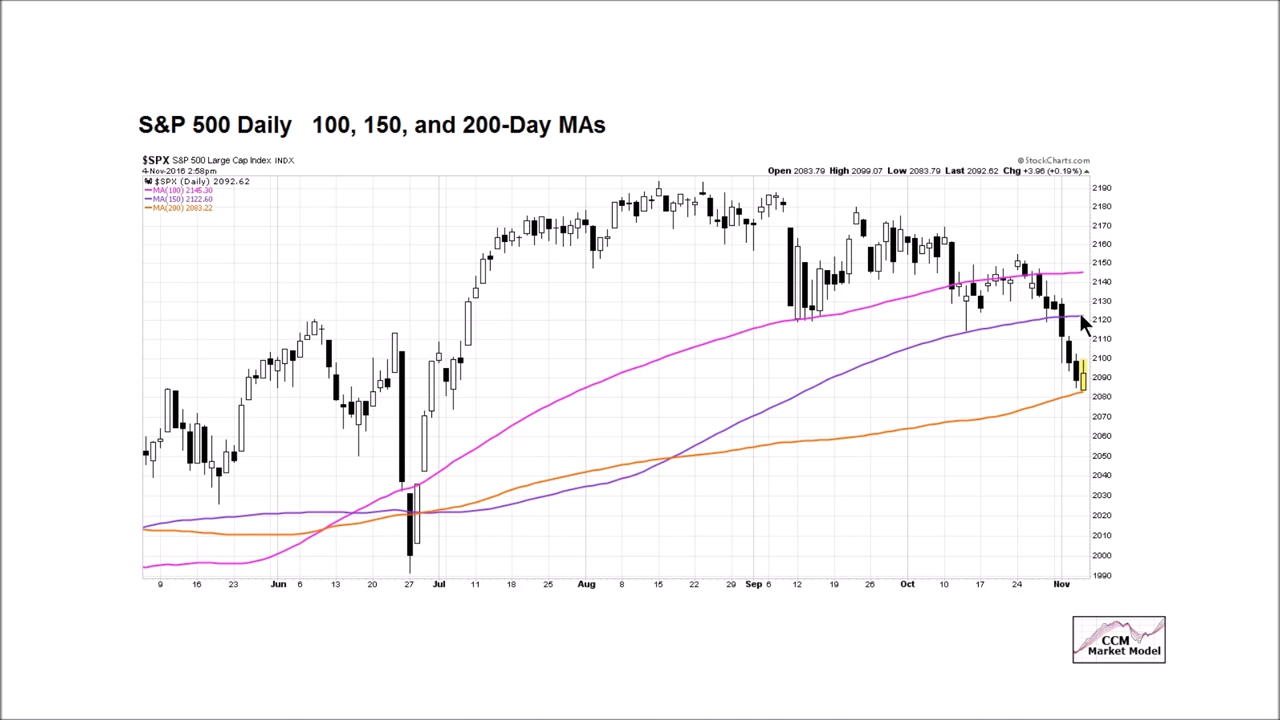 S&P 500 Daily 100, 150, and 200-Day MAs
$SPX S&P 500 Large Cap Index INDX
© StockCharts.com
4-Nov-2016 2:58pm
Open 2083.79 High 2099.07 Low 2083.79 Last 2092.62 Chg +3.96 (+0.19%)
$SPX (Daily) 2092.62
MA(100) 2145.30
MA(150) 2122.60
MA(200) 2083.22
2190
2180
2170
2160
2150
2140
2130
2120
2110
2100
2090
2080
2070
2060
2050
2040
2030
2020
2010
2000
1990
9 16 23 Jun 6 13 20 27 Jul 11 18 25 Aug 8 15 22 29 Sep 6 12 19 26 Oct 10 17 24 Nov
CCM
Market Model